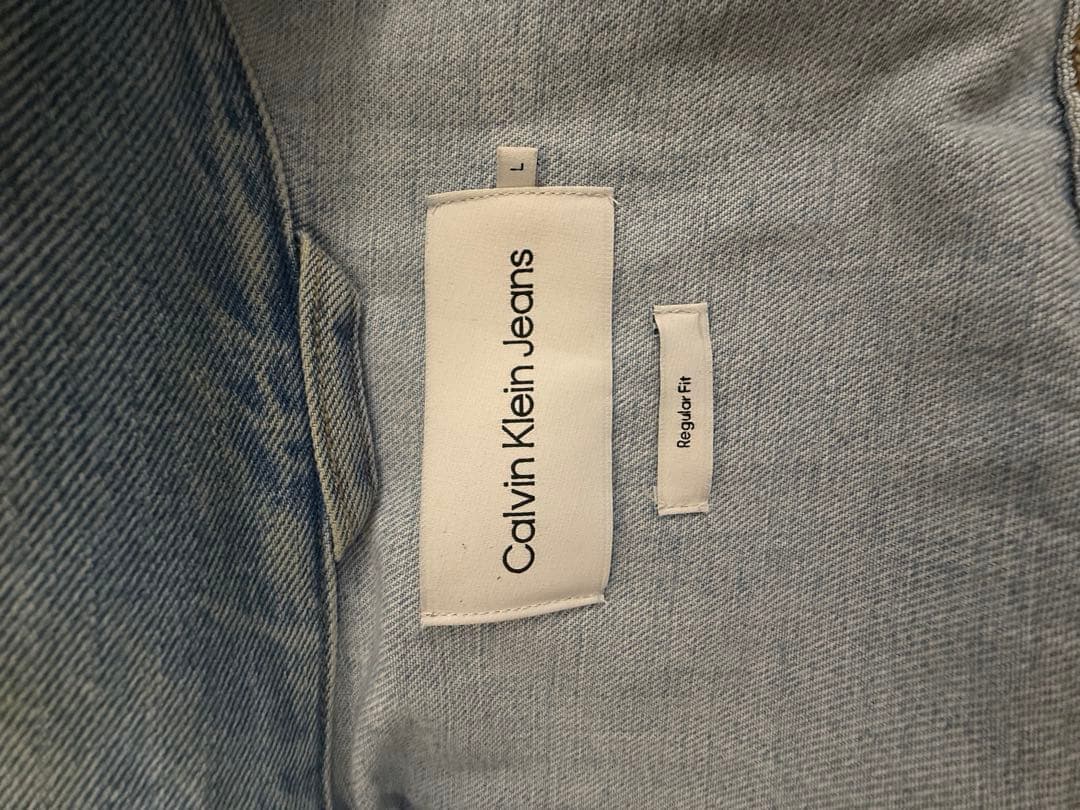 L
Calvin Klein Jeans
Regular Fit